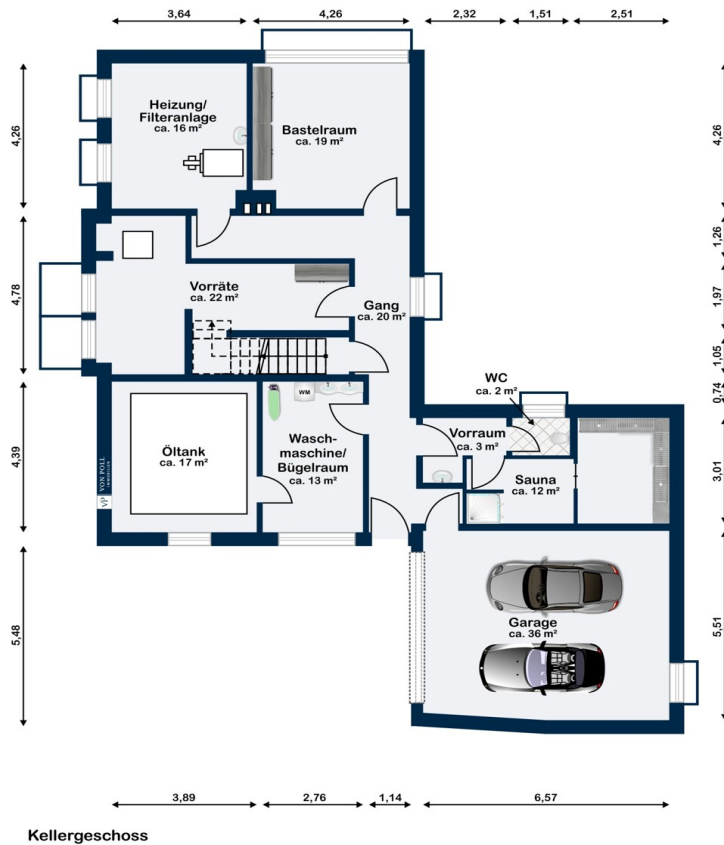 3,64
4,26
2,32
1,51
2,51
4,26
4,78
4,39
5,48
Heizung/
Filteranlage
ca. 16 m²
Bastelraum
ca. 19 m²
Vorräte
ca. 22 m²
Gang
ca. 20 m²
WC
ca. 2 m²
Öltank
ca. 17 m²
Wasch-
maschine/
Bügelraum
ca. 13 m²
WM
Vorraum
ca. 3 m²
Sauna
ca. 12 m²
Garage
ca. 36 m²
VP VON POLL
IMMOBILIEN
4,26
1,26
1,97
1,05
0,74
3,01
5,51
3,89
2,76
1,14
6,57
Kellergeschoss